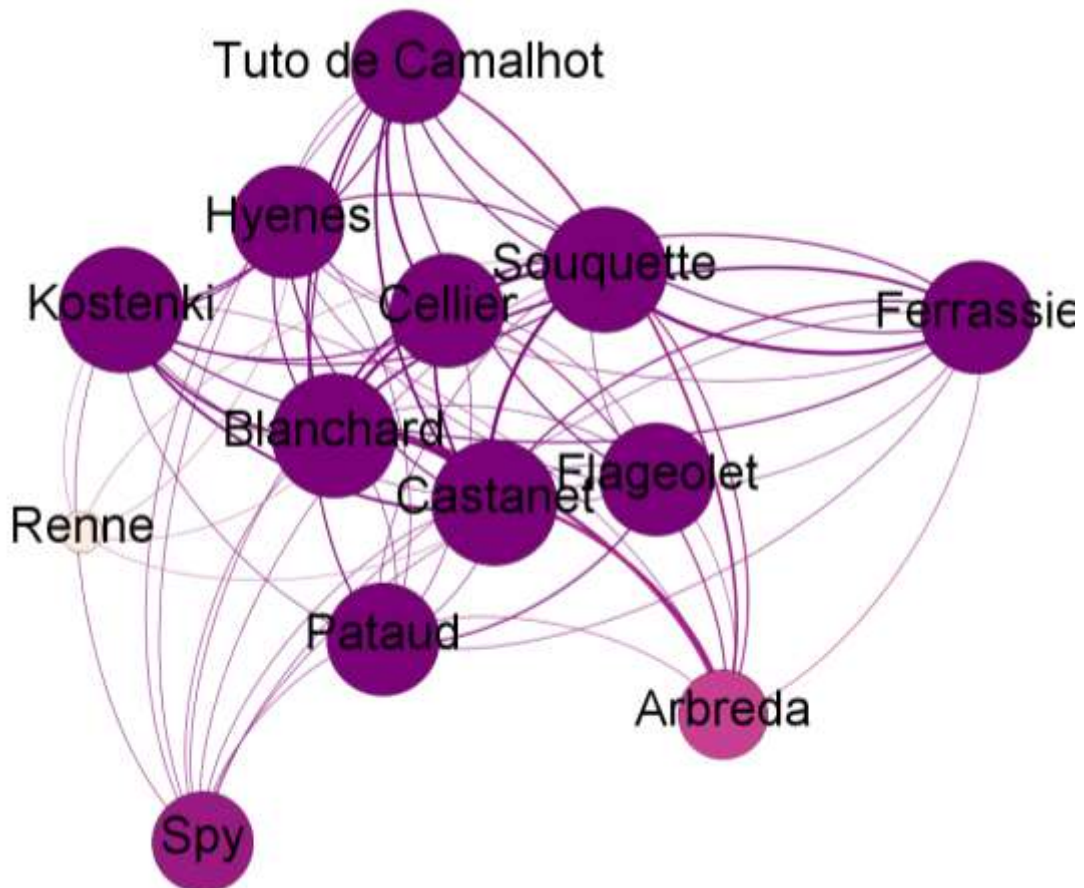 Tuto de Camalhot
Hyenes
Souquette
Kostenki
Cellier
Ferrassie
Blanchard
Flageolet
Castanet
Renne
Pataud
Arbreda
Spy